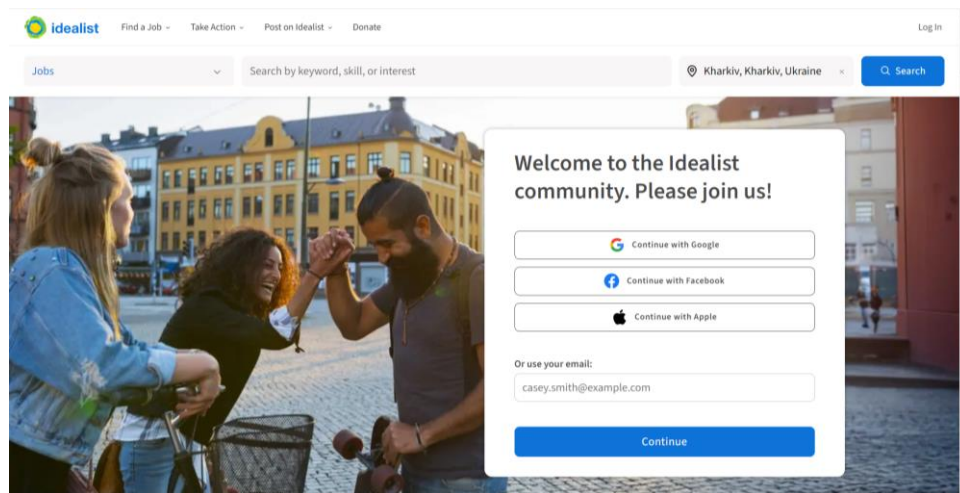 idealist
Find a Job
Take Action
Post on Idealist
Donate
Log In
Jobs
Search by keyword, skill, or interest
Kharkiv, Kharkiv, Ukraine
×
Search
Welcome to the Idealist
community. Please join us!
Continue with Google
Continue with Facebook
Continue with Apple
Or use your email:
casey.smith@example.com
Continue